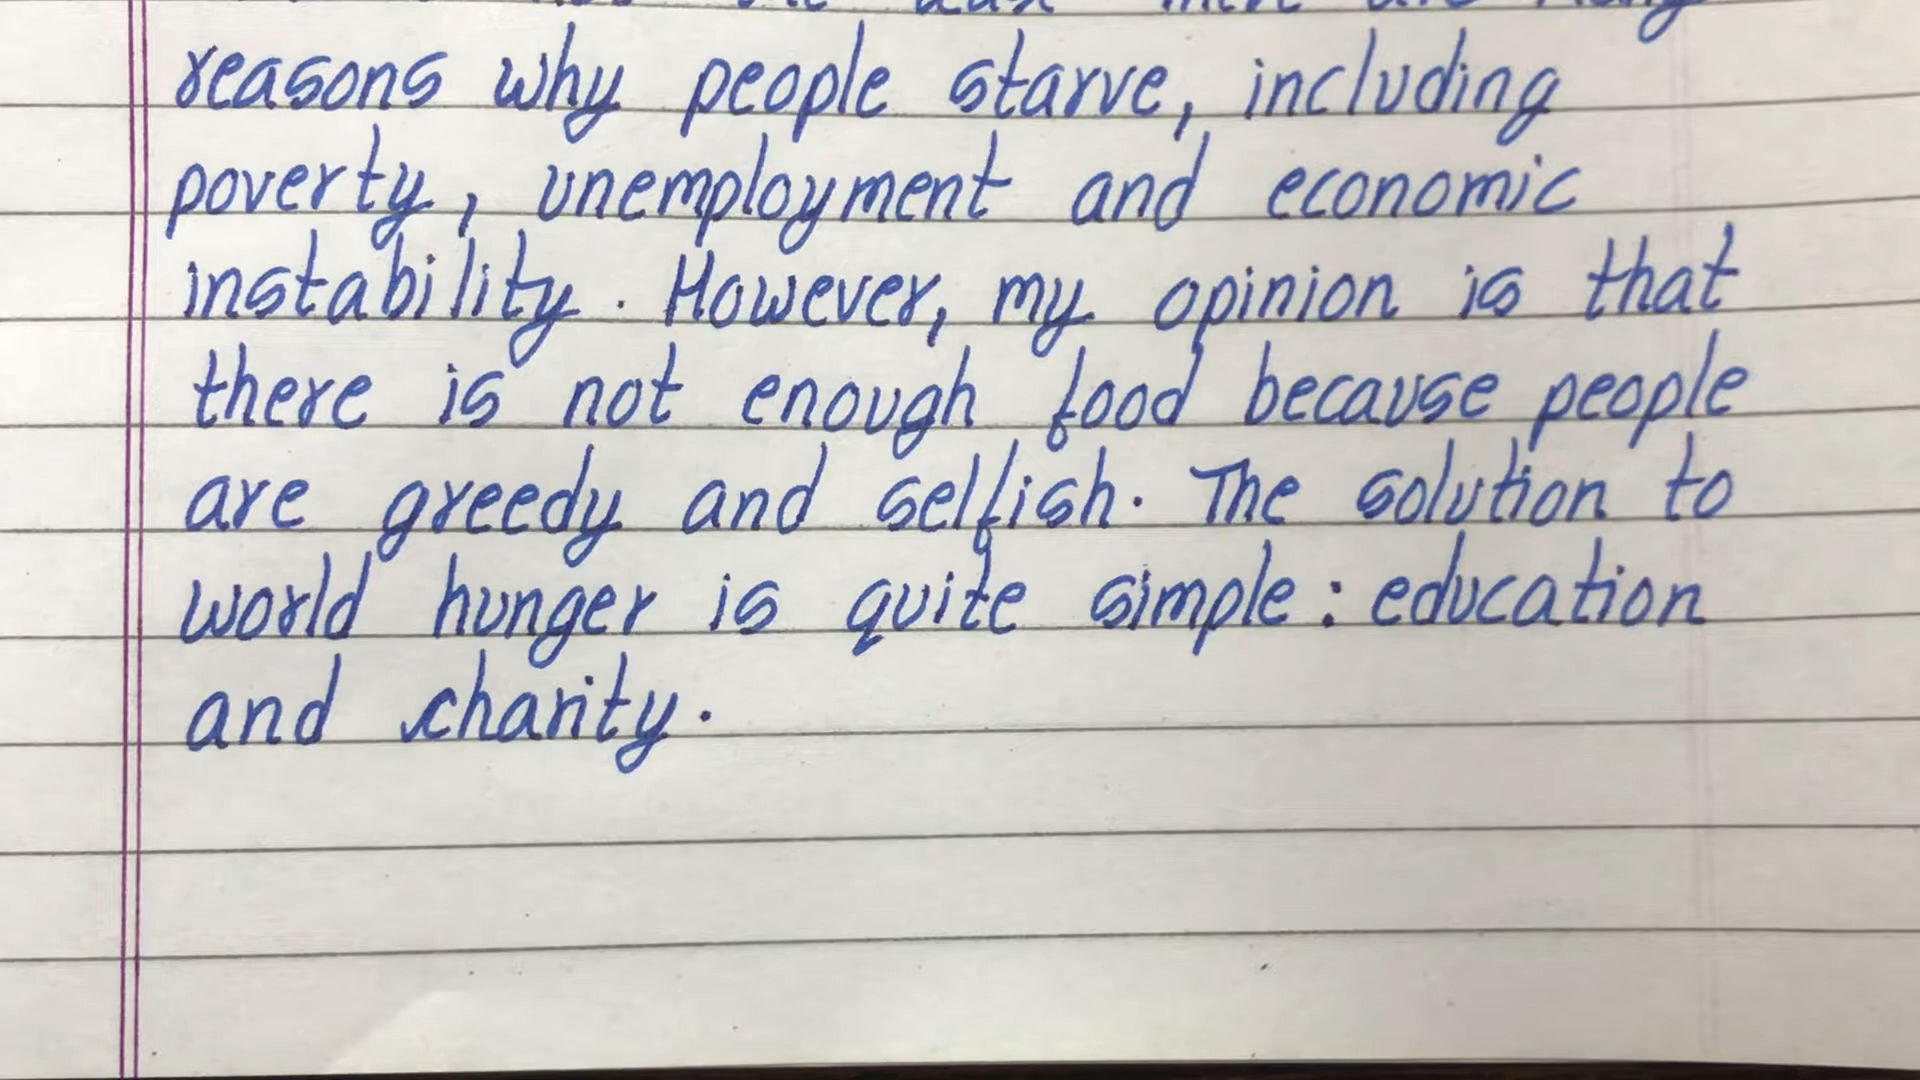 reasons why people starve, including
poverty, unemployment and economic
instability. However, my opinion is that
there is not enough food because people
are greedy and selfish. The solution to
world hunger is quite simple: education
and charity.